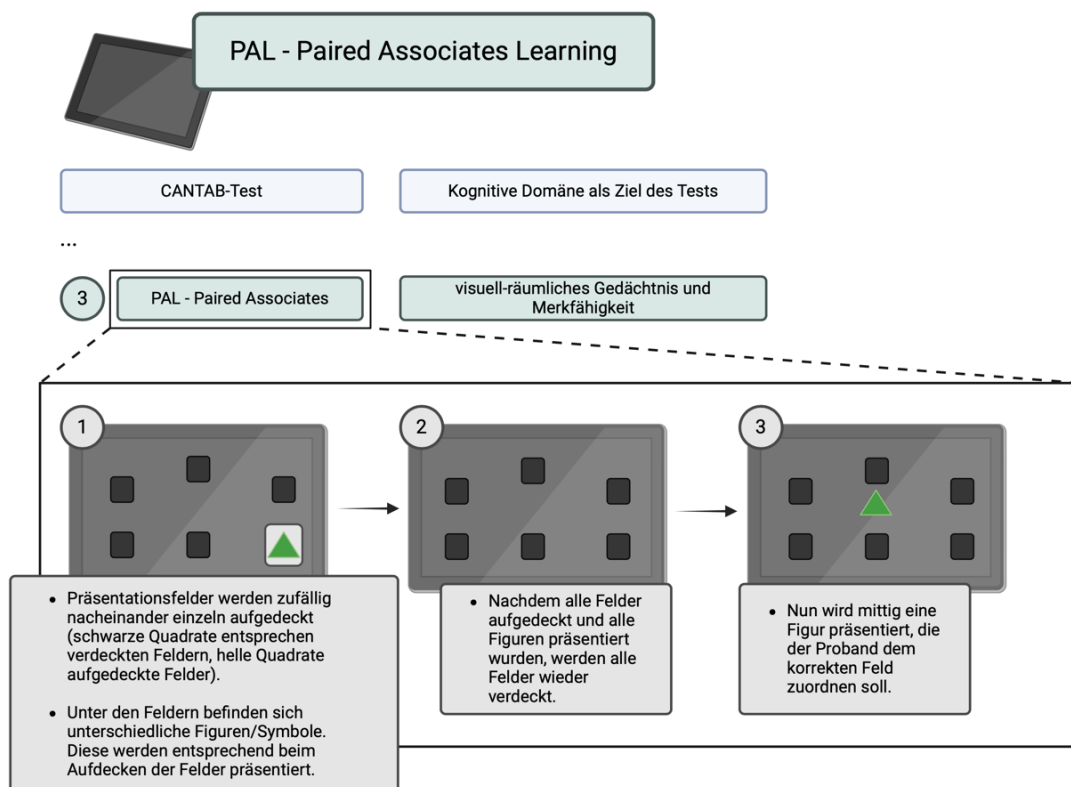 PAL - Paired Associates Learning
CANTAB-Test
Kognitive Domäne als Ziel des Tests
...
3
PAL - Paired Associates
visuell-räumliches Gedächtnis und
Merkfähigkeit
1
2
3
• Präsentationsfelder werden zufällig
nacheinander einzeln aufgedeckt
(schwarze Quadrate entsprechen
verdeckten Feldern, helle Quadrate
aufgedeckte Felder).
• Unter den Feldern befinden sich
unterschiedliche Figuren/Symbole.
Diese werden entsprechend beim
Aufdecken der Felder präsentiert.
• Nachdem alle Felder
aufgedeckt und alle
Figuren präsentiert
wurden, werden alle
Felder wieder
verdeckt.
• Nun wird mittig eine
Figur präsentiert, die
der Proband dem
korrekten Feld
zuordnen soll.